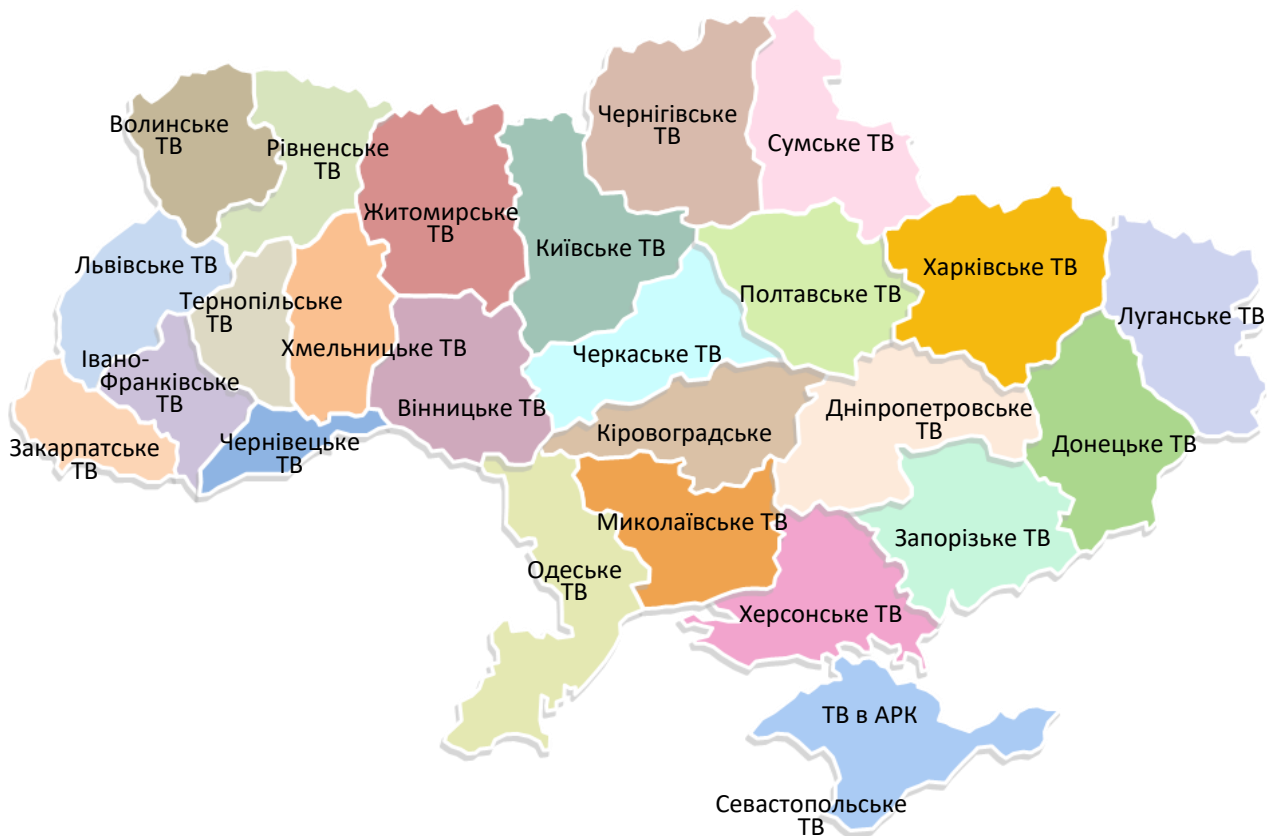 Волинське
ТВ
Рівненське
ТВ
Житомирське
ТВ
Київське ТВ
Чернігівське
ТВ
Сумське ТВ
Львівське ТВ
Тернопільське
ТВ
Хмельницьке ТВ
Івано-
Франківське
ТВ
Закарпатське
ТВ
Чернівецьке
ТВ
Вінницьке ТВ
Черкаське ТВ
Полтавське ТВ
Харківське ТВ
Луганське ТВ
Кіровоградське
Дніпропетровське
ТВ
Донецьке ТВ
Одеське
ТВ
Миколаївське ТВ
Запорізьке ТВ
Херсонське ТВ
ТВ в АРК
Севастопольське
ТВ